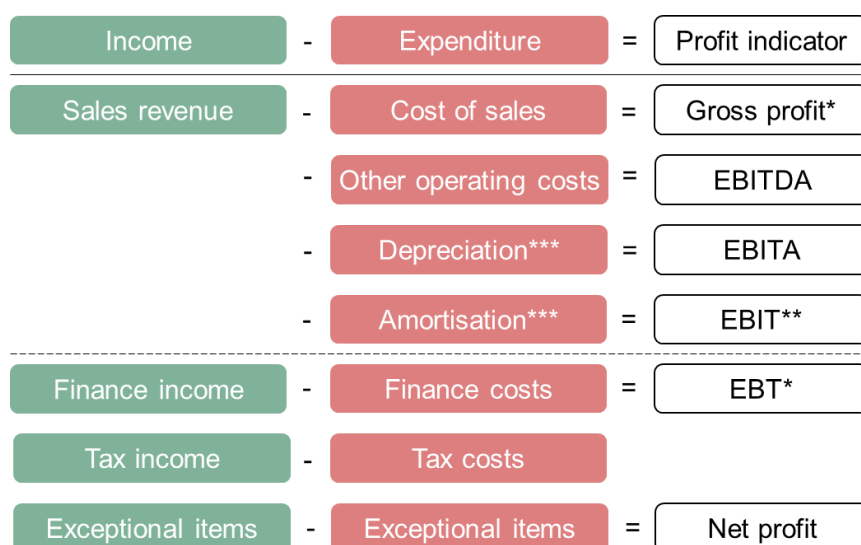 Income - Expenditure = Profit indicator
Sales revenue - Cost of sales = Gross profit*
- Other operating costs = EBITDA
- Depreciation*** = EBITA
- Amortisation*** = EBIT**
Finance income - Finance costs = EBT*
Tax income - Tax costs
Exceptional items - Exceptional items = Net profit